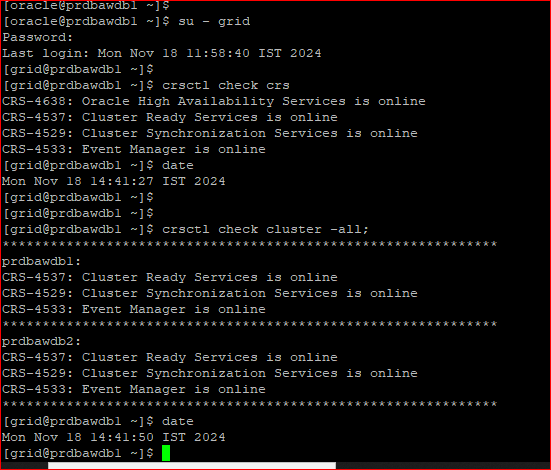 [oracle@prdbawdb1 ~]$
[oracle@prdbawdb1 ~]$ su - grid
Password:
Last login: Mon Nov 18 11:58:40 IST 2024
[grid@prdbawdb1 ~]$
[grid@prdbawdb1 ~]$ crsctl check crs
CRS-4638: Oracle High Availability Services is online
CRS-4537: Cluster Ready Services is online
CRS-4529: Cluster Synchronization Services is online
CRS-4533: Event Manager is online
[grid@prdbawdb1 ~]$ date
Mon Nov 18 14:41:27 IST 2024
[grid@prdbawdb1 ~]$
[grid@prdbawdb1 ~]$
[grid@prdbawdb1 ~]$ crsctl check cluster -all;
**************************************************************
prdbawdb1:
CRS-4537: Cluster Ready Services is online
CRS-4529: Cluster Synchronization Services is online
CRS-4533: Event Manager is online
**************************************************************
prdbawdb2:
CRS-4537: Cluster Ready Services is online
CRS-4529: Cluster Synchronization Services is online
CRS-4533: Event Manager is online
**************************************************************
[grid@prdbawdb1 ~]$ date
Mon Nov 18 14:41:50 IST 2024
[grid@prdbawdb1 ~]$